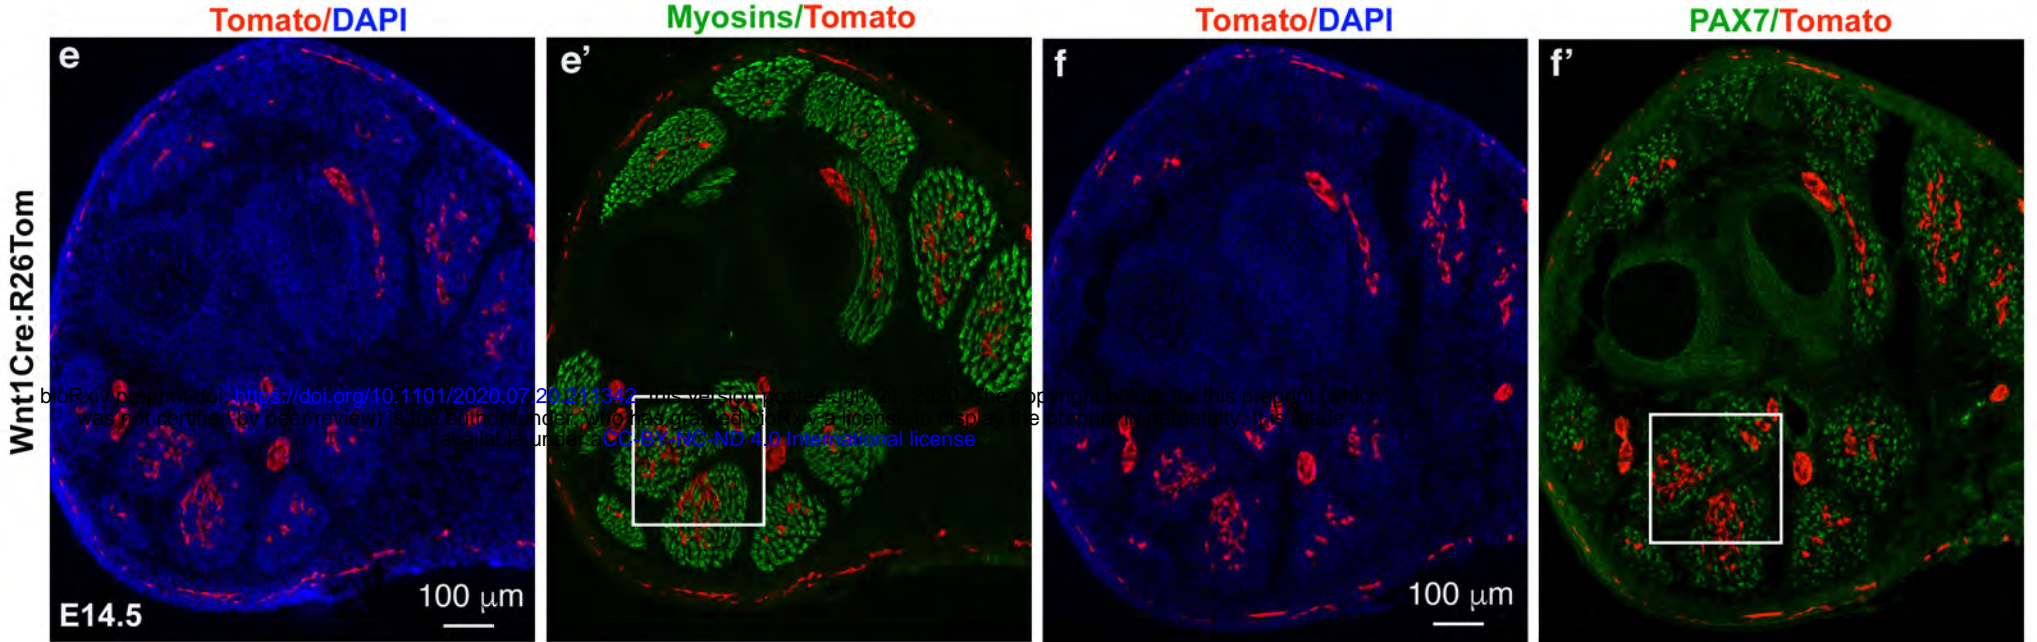 Tomato/DAPI
Myosins/Tomato
Tomato/DAPI
PAX7/Tomato
Wnt1Cre:R26Tom
e
e’
f
f’
bioRxiv preprint doi: https://doi.org/10.1101/2020.07.20.211342; this version posted July 21, 2020. The copyright holder for this preprint (which
was not certified by peer review) is the author/funder, who has granted bioRxiv a license to display the preprint in perpetuity. It is made
available under aCC-BY-NC-ND 4.0 International license
E14.5
100 µm
100 µm